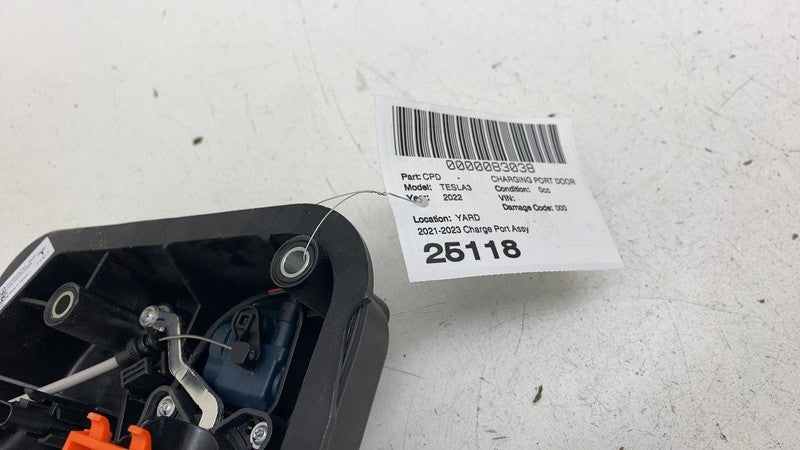 0000083038
Part: CPD - CHARGING PORT DOOR
Model: TESLA3 Condition: 0cc
Year: 2022 VIN:
Damage Code: 000
Location: YARD
2021-2023 Charge Port Assy
25118